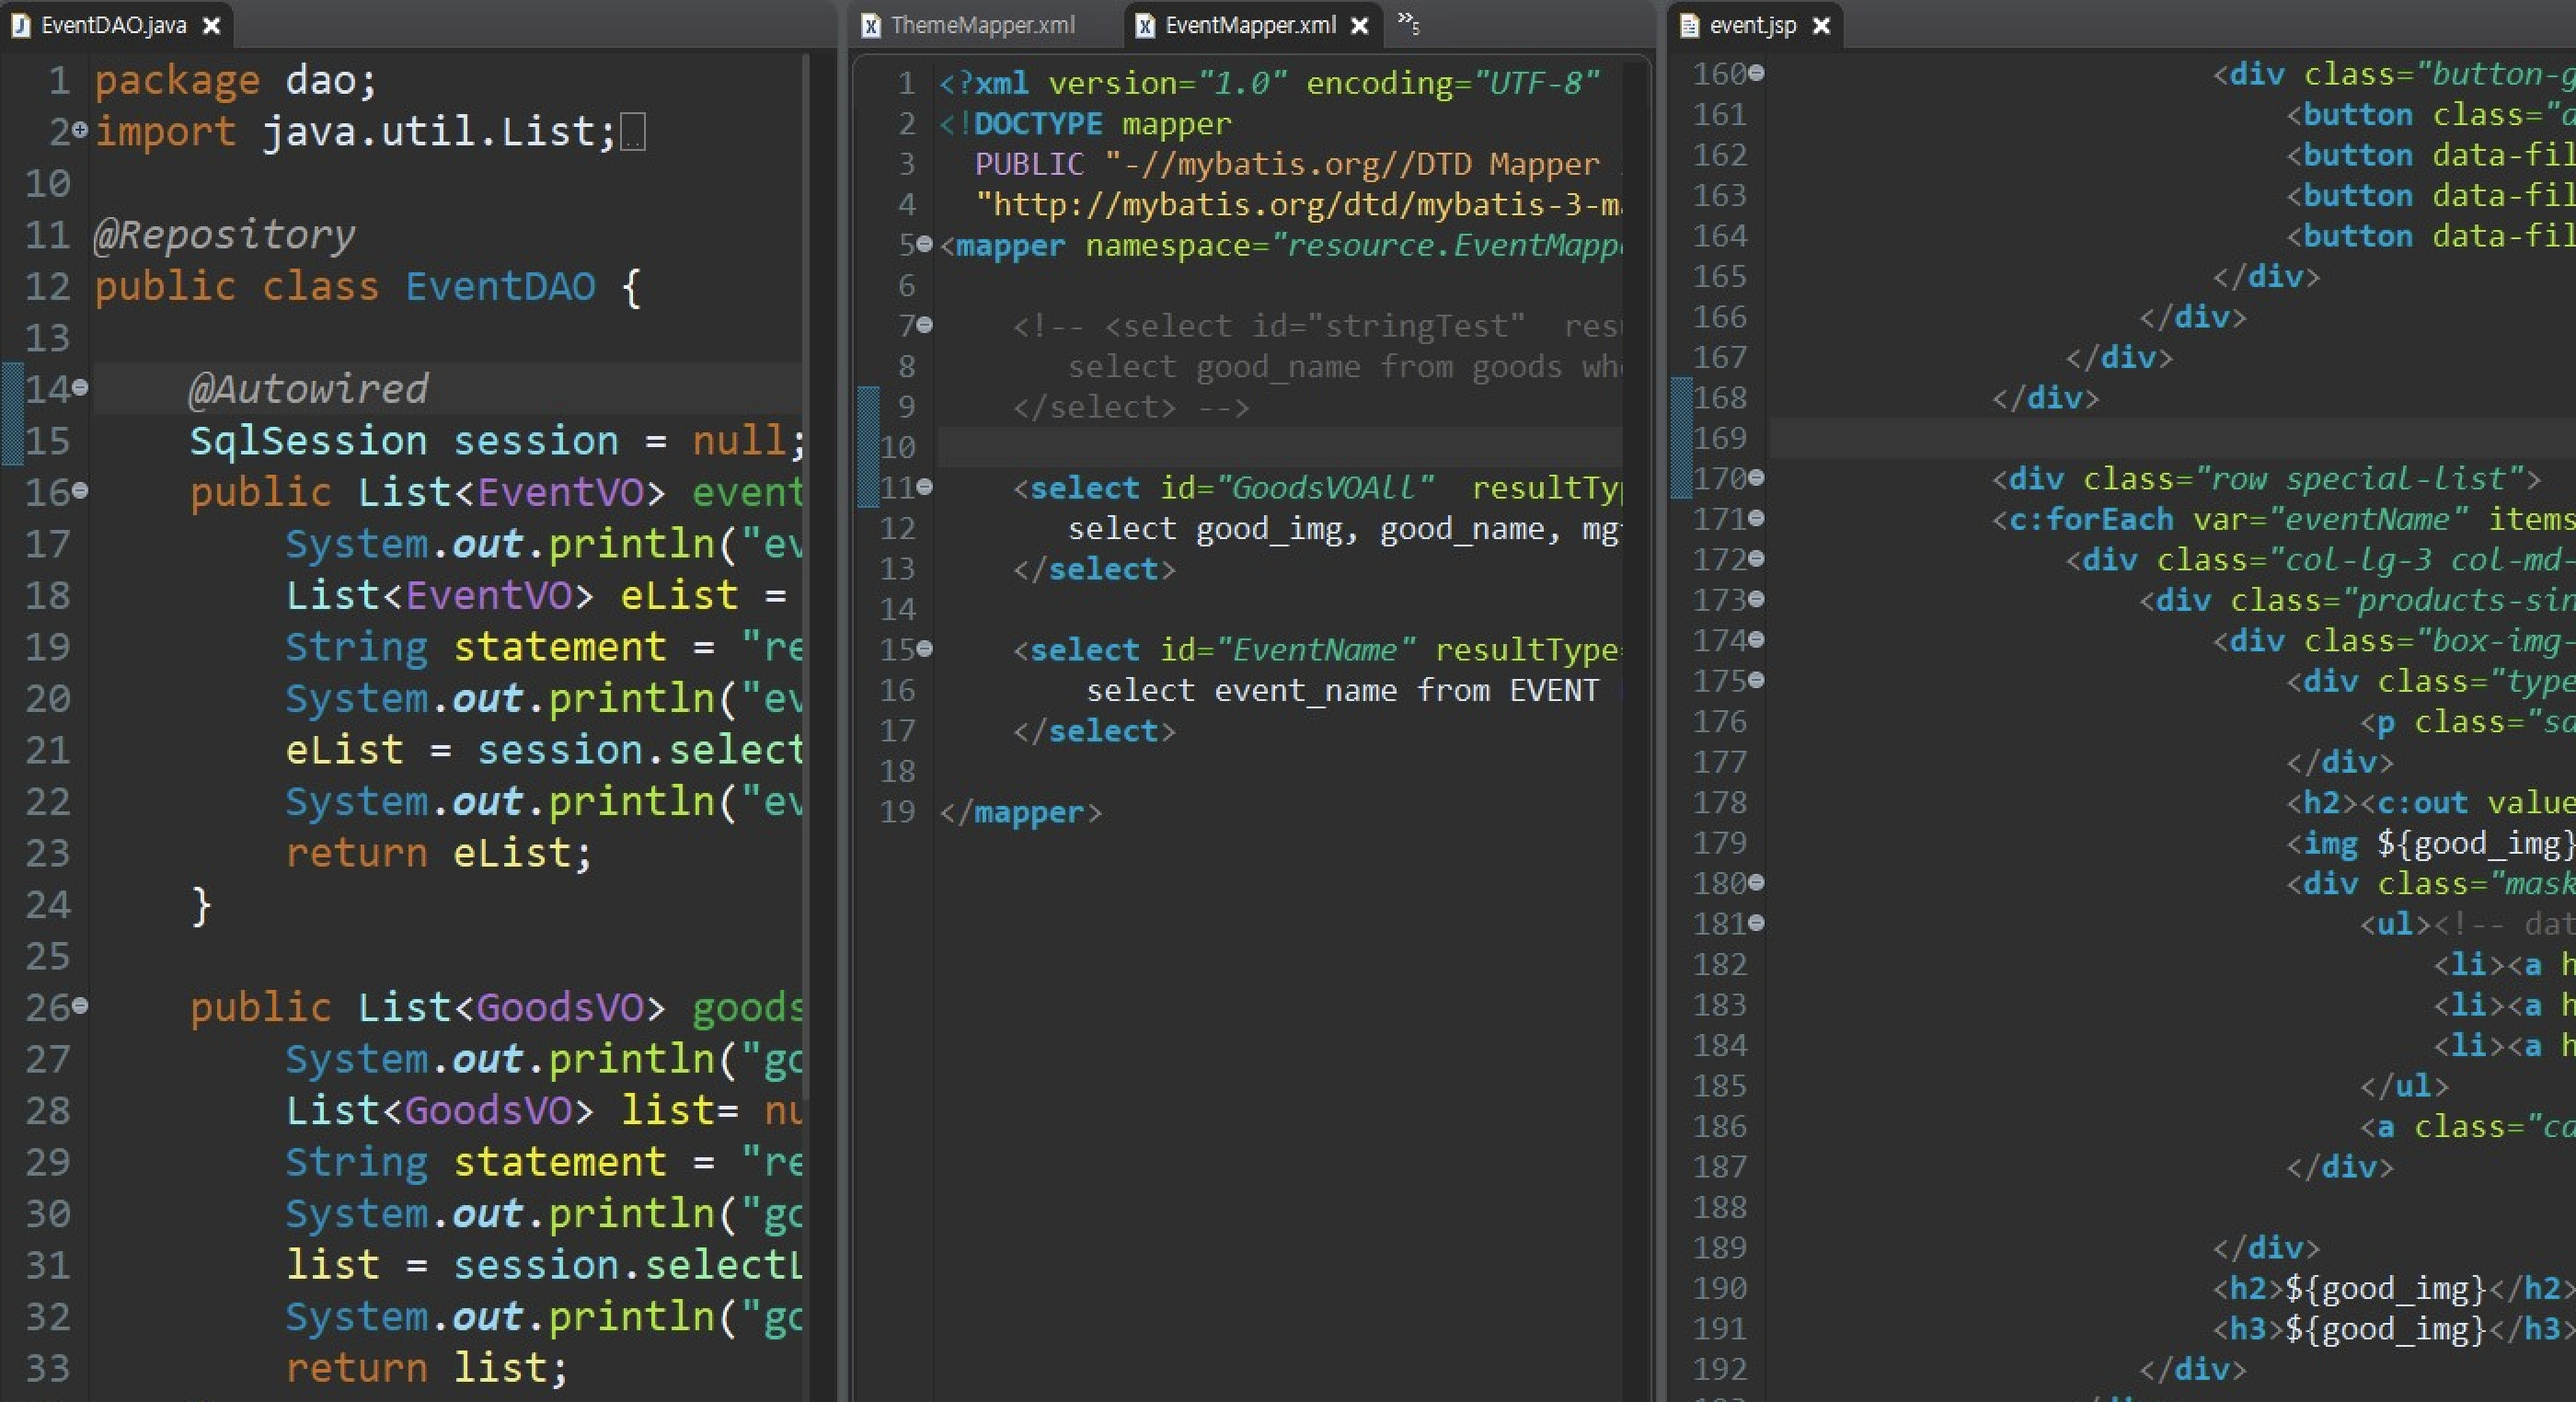 EventDAO.java
1 package dao;
2 import java.util.List;
10
11 @Repository
12 public class EventDAO {
13
14 @Autowired
15 SqlSession session = null;
16 public List<EventVO> event
17 System.out.println("ev
18 List<EventVO> eList =
19 String statement = "re
20 System.out.println("ev
21 eList = session.select
22 System.out.println("ev
23 return eList;
24 }
25
26 public List<GoodsVO> goods
27 System.out.println("go
28 List<GoodsVO> list= nu
29 String statement = "re
30 System.out.println("go
31 list = session.selectL
32 System.out.println("go
33 return list;
ThemeMapper.xml EventMapper.xml »5
1 <?xml version="1.0" encoding="UTF-8"
2 <!DOCTYPE mapper
3 PUBLIC "-//mybatis.org//DTD Mapper
4 "http://mybatis.org/dtd/mybatis-3-ma
5 <mapper namespace="resource.EventMappe
6
7 <!-- <select id="stringTest" resu
8 select good_name from goods whe
9 </select> -->
10
11 <select id="GoodsVOAll" resultTyp
12 select good_img, good_name, mgt
13 </select>
14
15 <select id="EventName" resultType=
16 select event_name from EVENT
17 </select>
18
19 </mapper>
event.jsp
160 <div class="button-g
161 <button class="a
162 <button data-fil
163 <button data-fil
164 <button data-fil
165 </div>
166 </div>
167 </div>
168 </div>
169
170 <div class="row special-list">
171 <c:forEach var="eventName" items
172 <div class="col-lg-3 col-md-
173 <div class="products-sin
174 <div class="box-img-
175 <div class="type
176 <p class="sa
177 </div>
178 <h2><c:out value
179 <img ${good_img}
180 <div class="mask
181 <ul><!-- dat
182 <li><a h
183 <li><a h
184 <li><a h
185 </ul>
186 <a class="ca
187 </div>
188
189 </div>
190 <h2>${good_img}</h2>
191 <h3>${good_img}</h3>
192 </div>